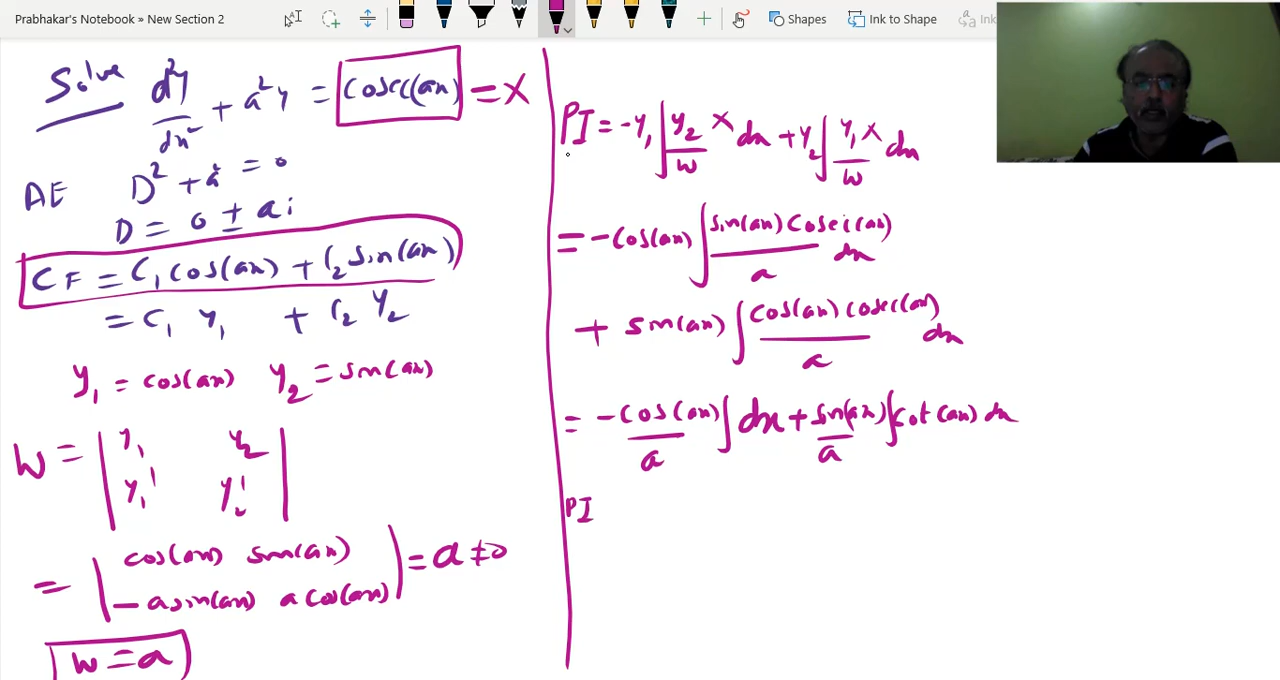 Prabhakar's Notebook » New Section 2
Shapes
Ink to Shape
Ink
Solve d²y/dx² + a²y = cosec(ax) = X
AE D² + a² = 0
D = 0 ± ai
CF = C₁ cos(ax) + C₂ sin(ax)
= C₁ y₁ + C₂ y₂
y₁ = cos(ax) y₂ = sin(ax)
W = | y₁ y₂ |
| y₁' y₂' |
= | cos(ax) sin(ax) | = a ≠ 0
| -a sin(ax) a cos(ax) |
W = a
PI = -y₁ ∫ y₂ X/W dx + y₂ ∫ y₁ X/W dx
= -cos(ax) ∫ sin(ax) cosec(ax)/a dx
+ sin(ax) ∫ cos(ax) cosec(ax)/a dx
= -cos(ax)/a ∫ dx + sin(ax)/a ∫ cot(ax) dx
PI